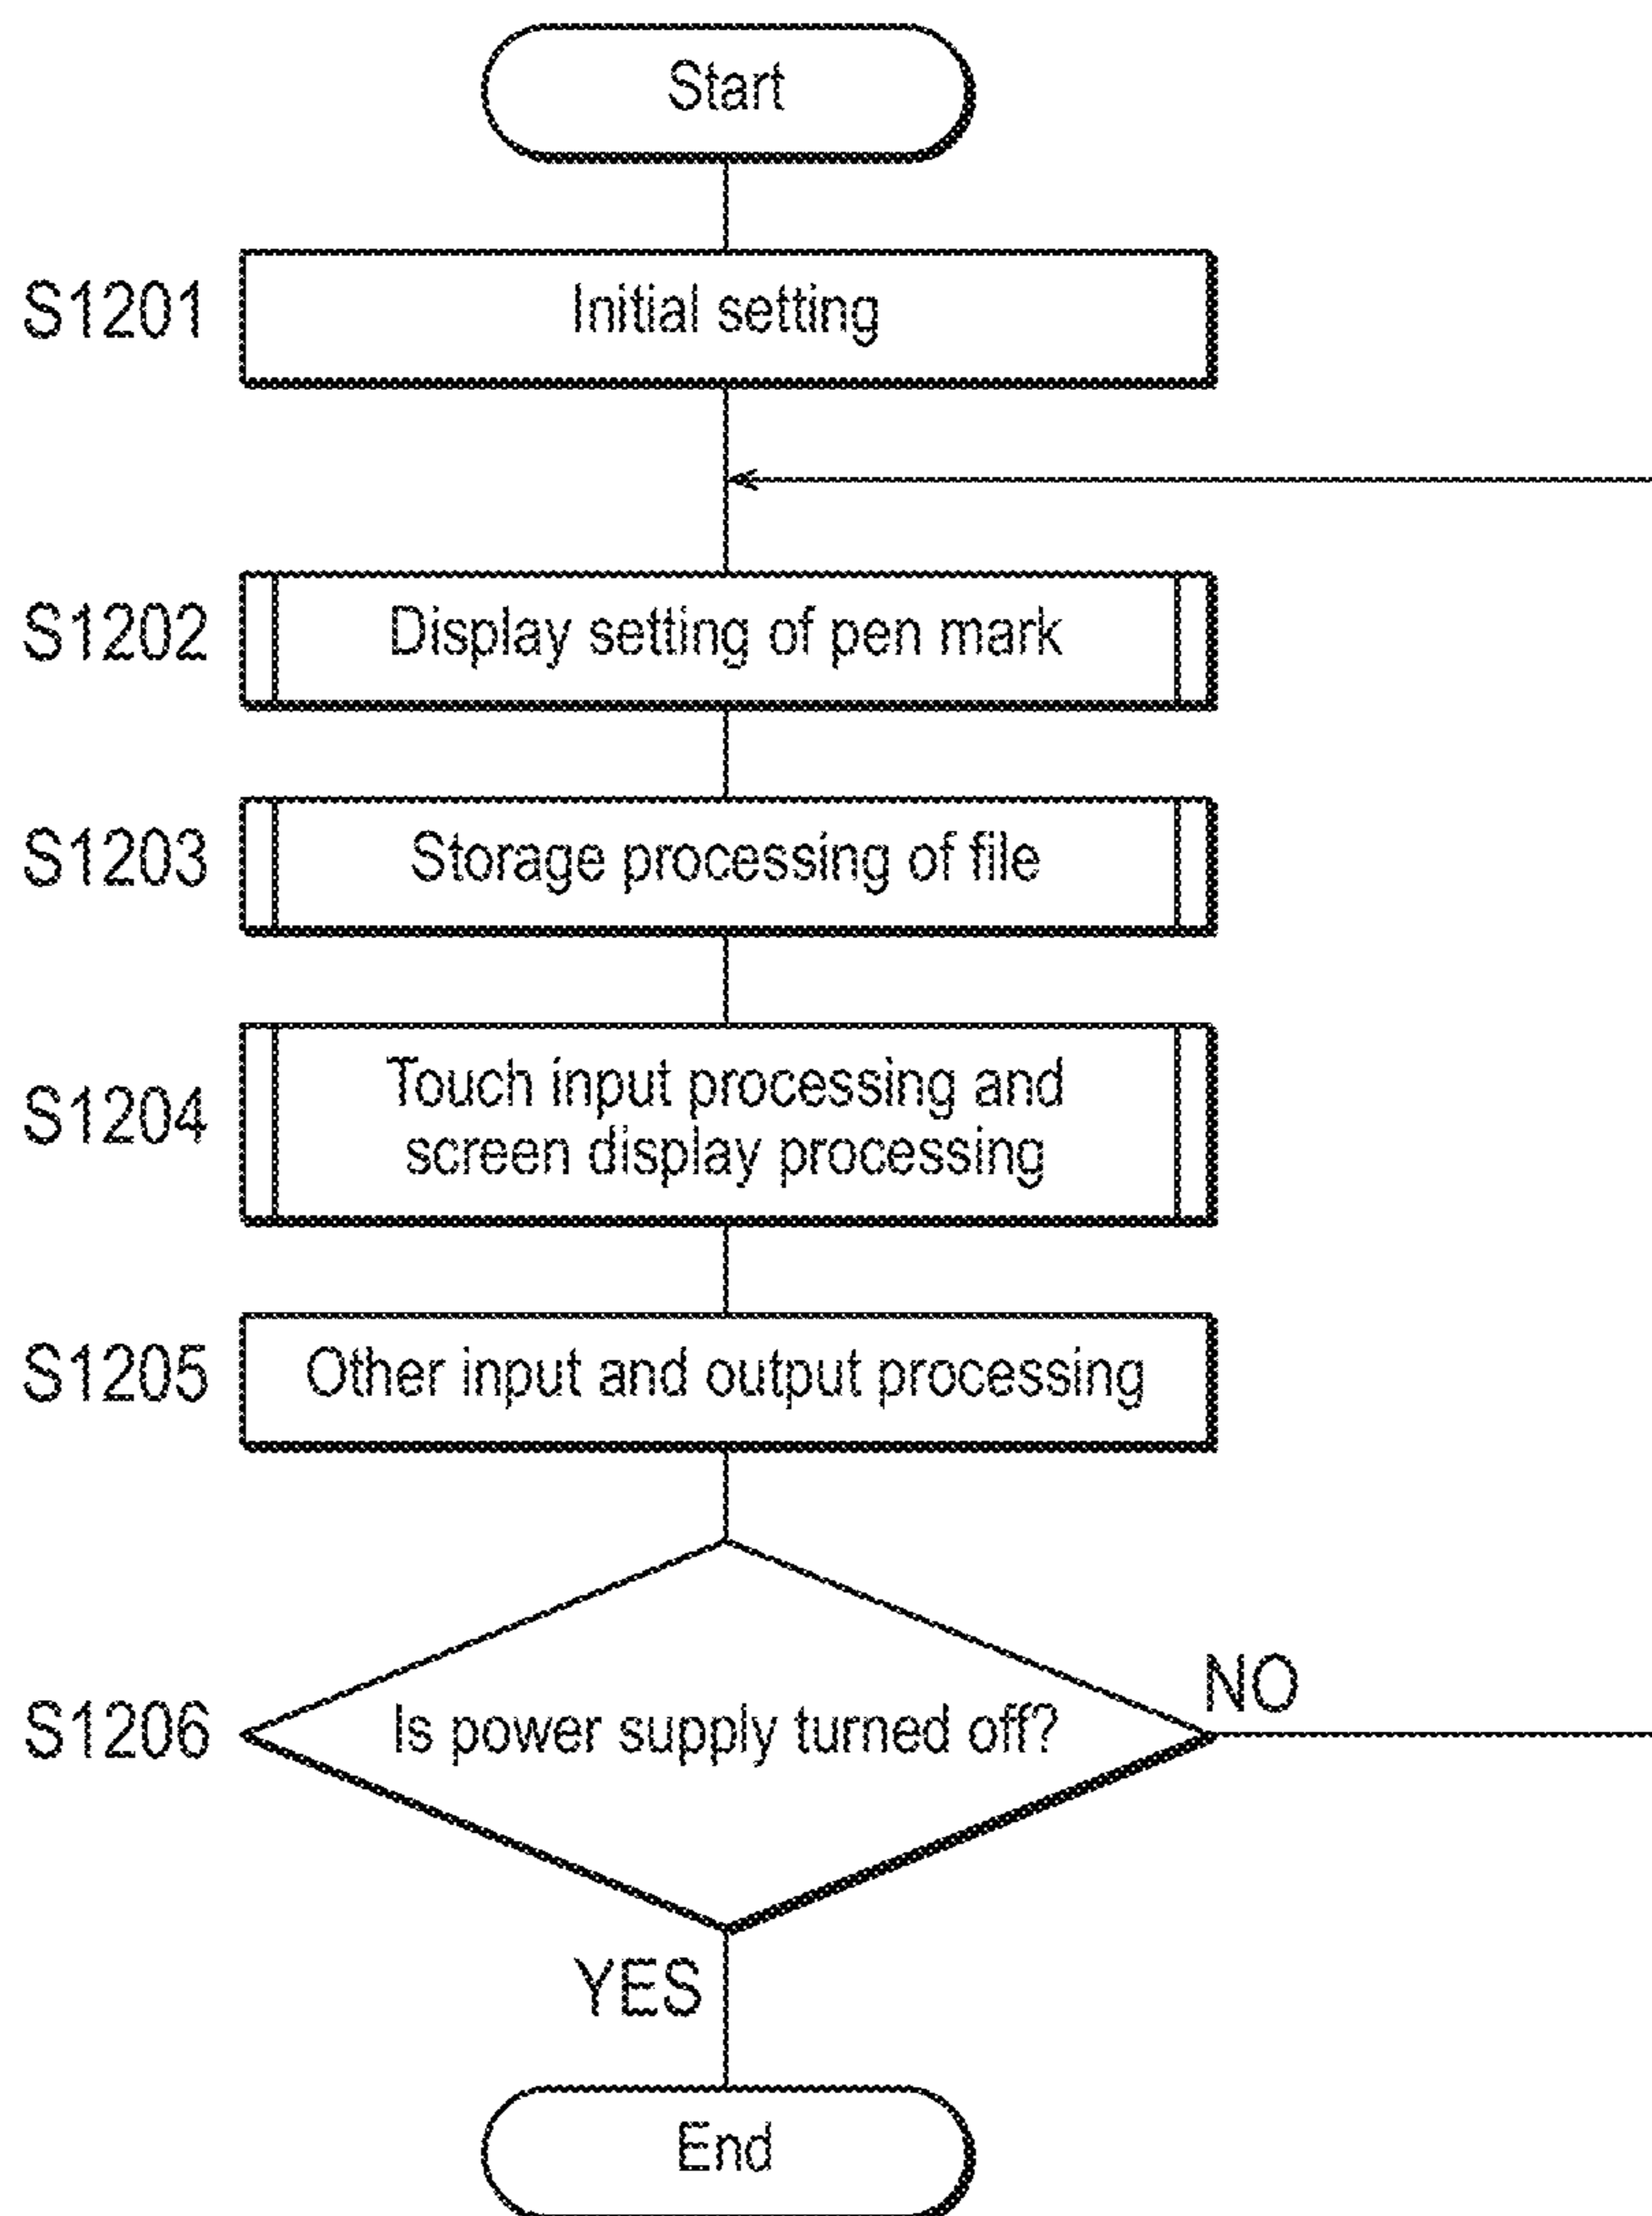 Start
S1201
Initial setting
S1202
Display setting of pen mark
S1203
Storage processing of file
S1204
Touch input processing and
screen display processing
S1205
Other input and output processing
S1206
Is power supply turned off?
NO
YES
End